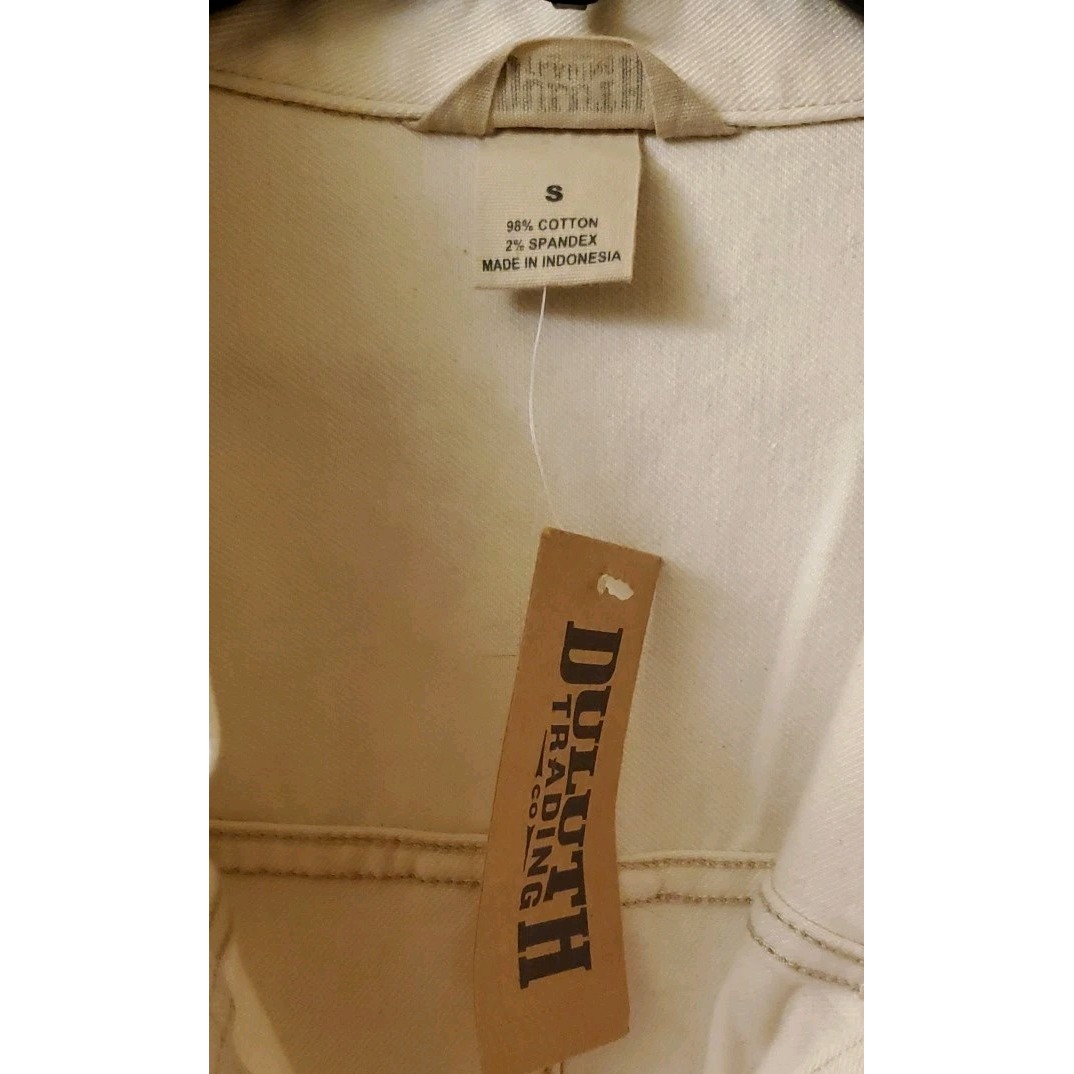 S
98% COTTON
2% SPANDEX
MADE IN INDONESIA
DULUTH
TRADING
CO